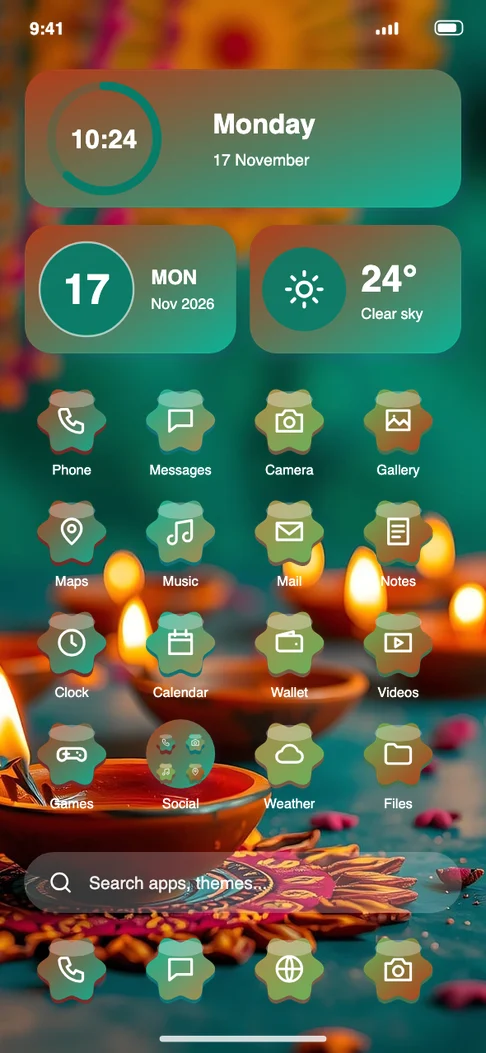 9:41
10:24
Monday
17 November
17
MON
Nov 2026
24°
Clear sky
Phone
Messages
Camera
Gallery
Maps
Music
Mail
Notes
Clock
Calendar
Wallet
Videos
Games
Social
Weather
Files
Search apps, themes...